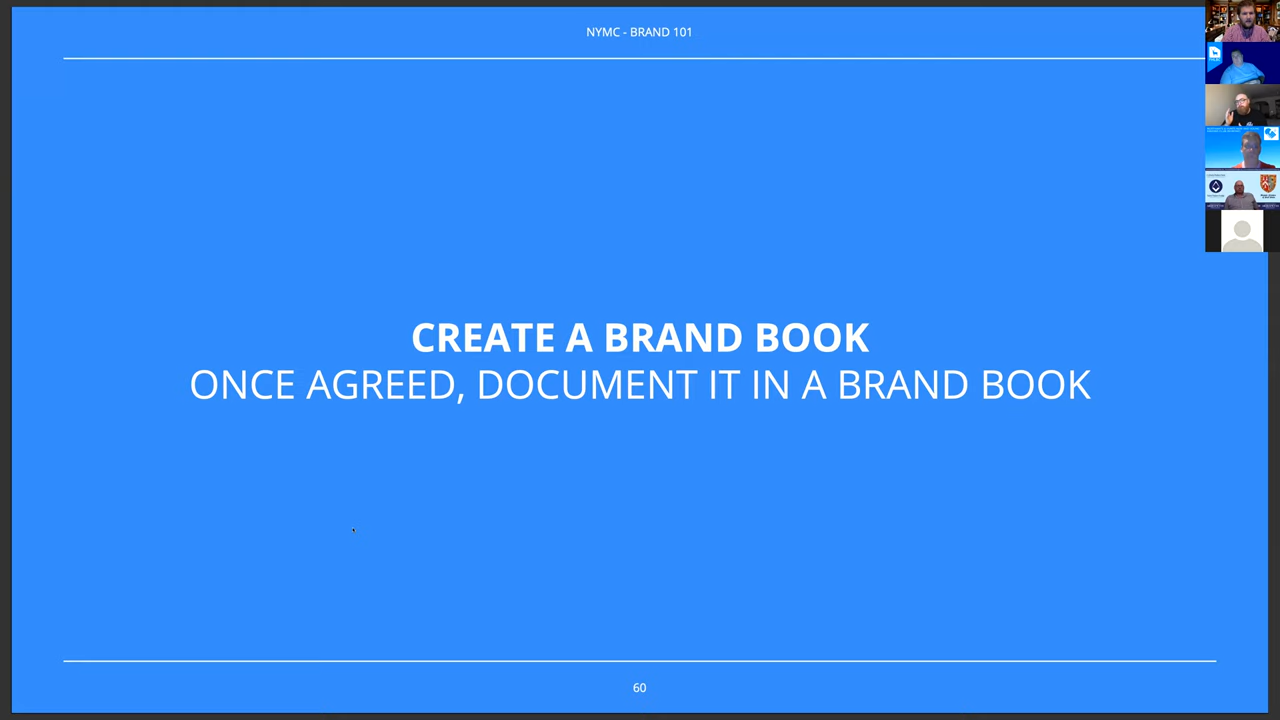 NYMC - BRAND 101
CREATE A BRAND BOOK
ONCE AGREED, DOCUMENT IT IN A BRAND BOOK
60